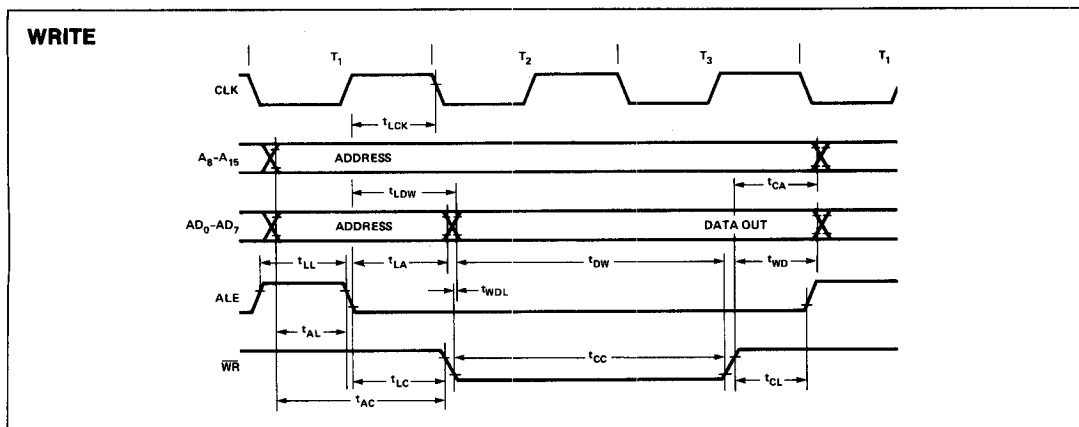 WRITE
T1 T2 T3 T1
CLK
tLCK
A8–A15 ADDRESS
tLDW tCA
AD0–AD7 ADDRESS DATA OUT
tLL tLA tDW tWD
ALE tWDL
tAL
WR tCC
tLC tCL
tAC